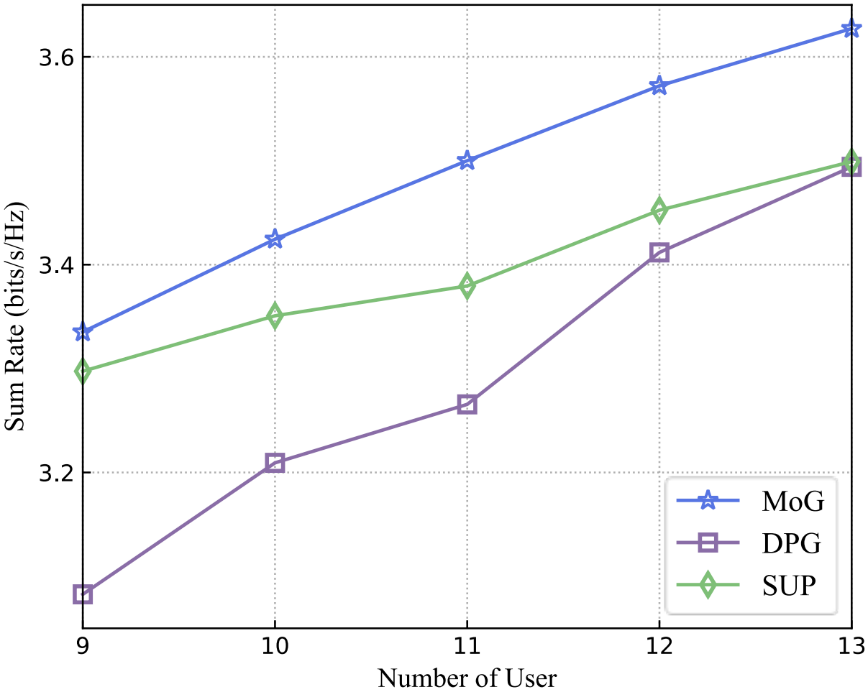 3.6
3.4
3.2
Sum Rate (bits/s/Hz)
MoG
DPG
SUP
9 10 11 12 13
Number of User